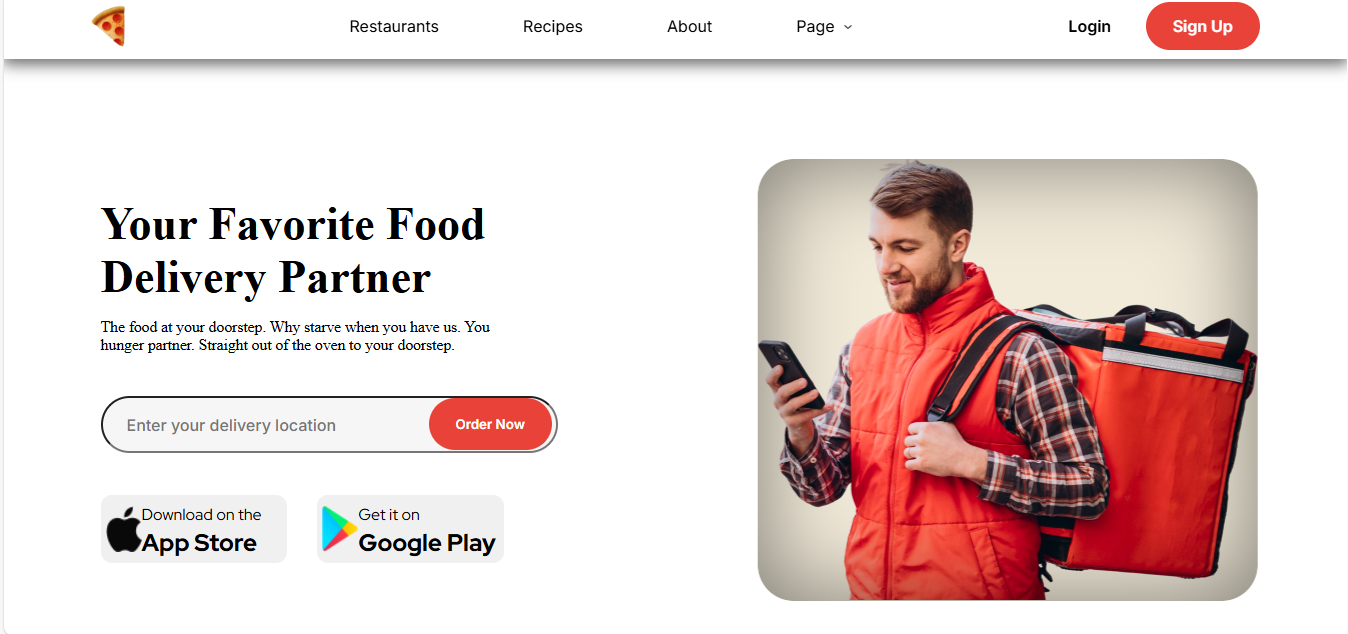 Restaurants Recipes About Page Login Sign Up
Your Favorite Food
Delivery Partner
The food at your doorstep. Why starve when you have us. You
hunger partner. Straight out of the oven to your doorstep.
Enter your delivery location Order Now
Download on the
App Store
Get it on
Google Play